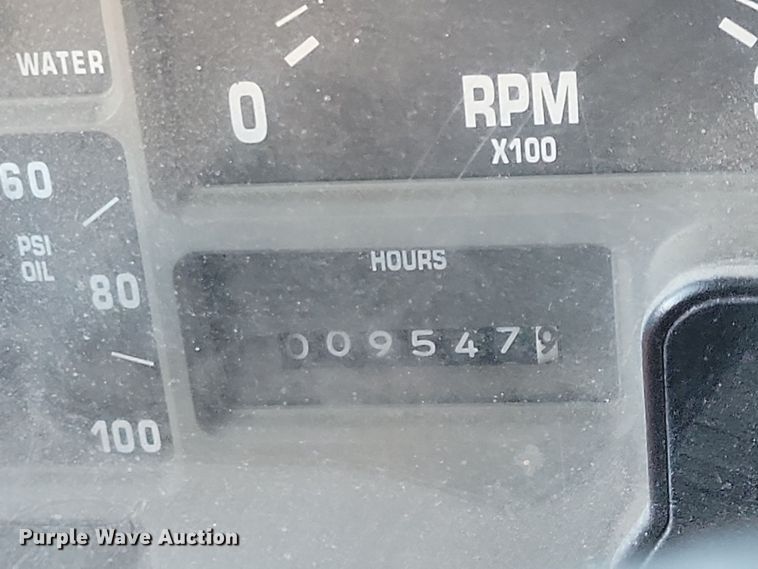 WATER
0
RPM
X100
60
PSI
OIL
80
100
HOURS
0095479
Purple Wave Auction